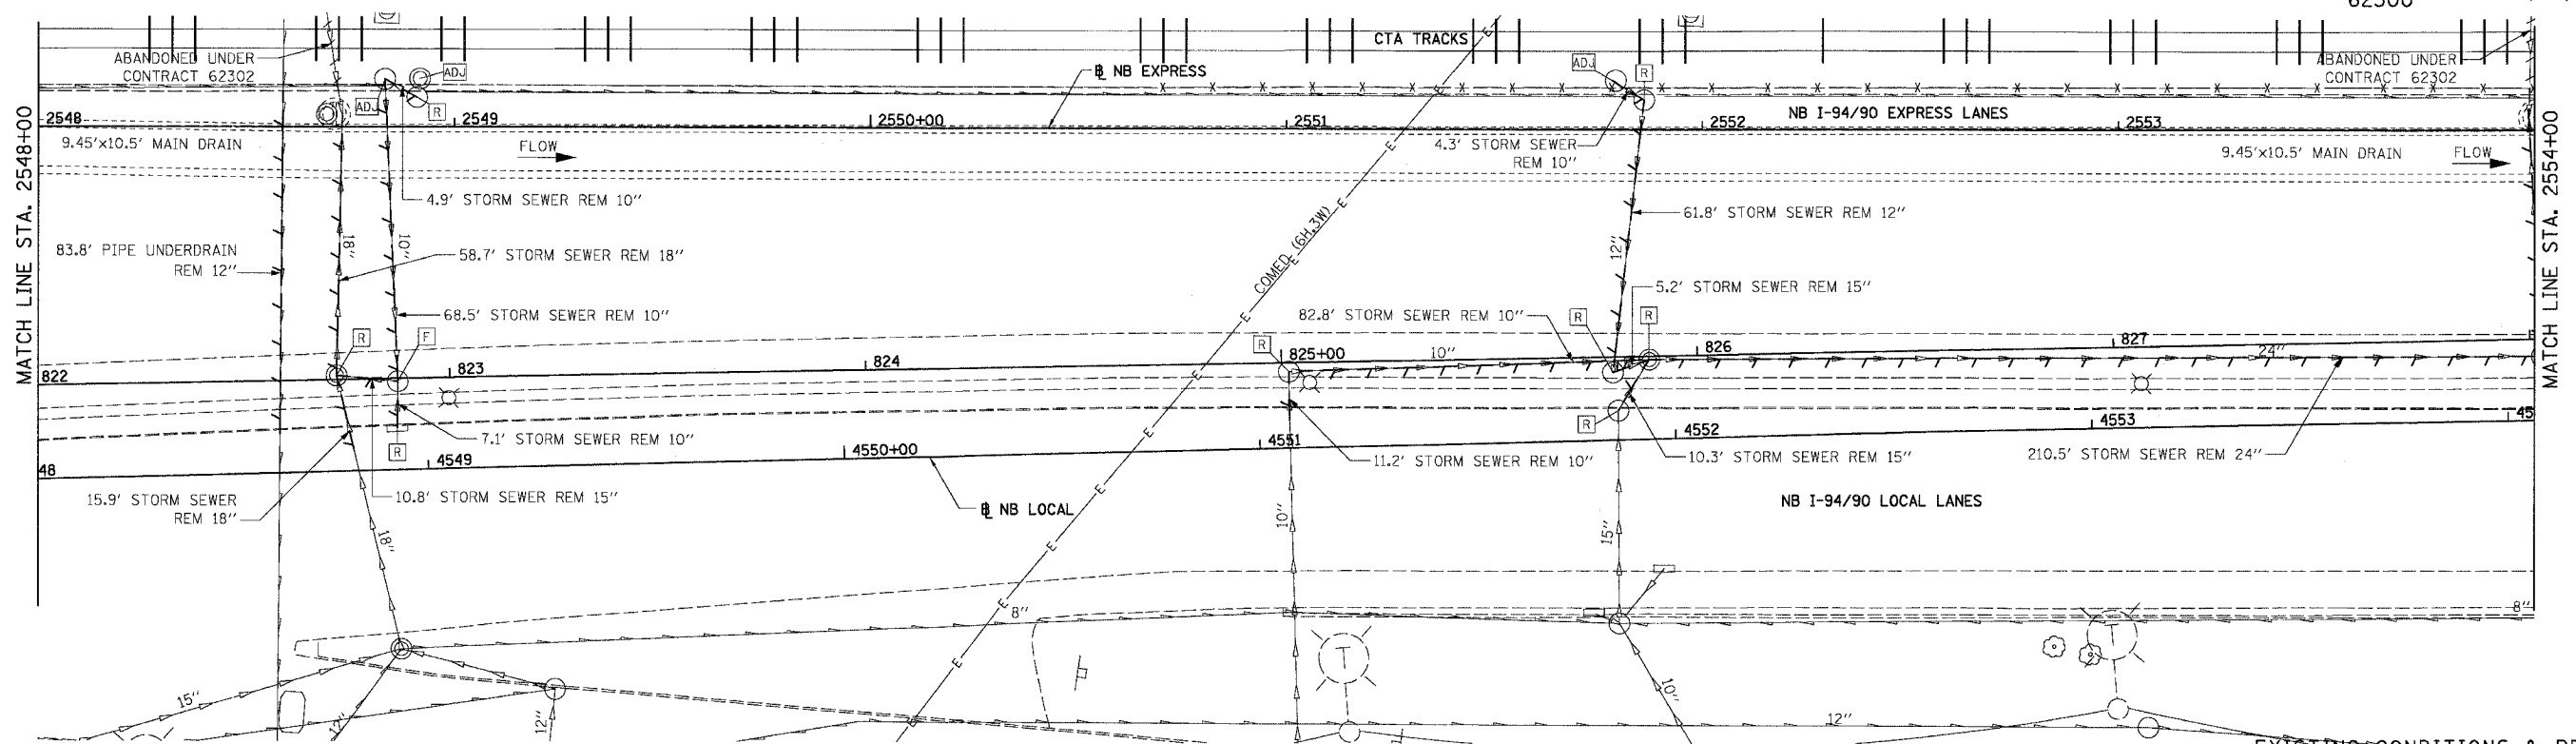 CTA TRACKS
ABANDONED UNDER
CONTRACT 62302
ADJ
ADJ
R
℄ NB EXPRESS
ADJ
R
ABANDONED UNDER
CONTRACT 62302
NB I-94/90 EXPRESS LANES
MATCH LINE STA. 2548+00
2548
2549
2550+00
2551
2552
2553
MATCH LINE STA. 2554+00
9.45'x10.5' MAIN DRAIN
FLOW
4.3' STORM SEWER
REM 10"
9.45'x10.5' MAIN DRAIN
FLOW
4.9' STORM SEWER REM 10"
61.8' STORM SEWER REM 12"
83.8' PIPE UNDERDRAIN
REM 12"
18"
10"
58.7' STORM SEWER REM 18"
COMED (6H,3W)
12"
5.2' STORM SEWER REM 15"
68.5' STORM SEWER REM 10"
82.8' STORM SEWER REM 10"
R
R
R
F
R
822
823
824
825+00
10"
826
827
24"
7.1' STORM SEWER REM 10"
R
R
48
4549
4550+00
4551
4552
4553
45
11.2' STORM SEWER REM 10"
10.3' STORM SEWER REM 15"
210.5' STORM SEWER REM 24"
15.9' STORM SEWER
REM 18"
10.8' STORM SEWER REM 15"
℄ NB LOCAL
NB I-94/90 LOCAL LANES
18"
10"
15"
8"
8"
T
T
15"
12"
12"
10"
12"
E
E
E
E
E
E
E
E
E
E
E
E
E